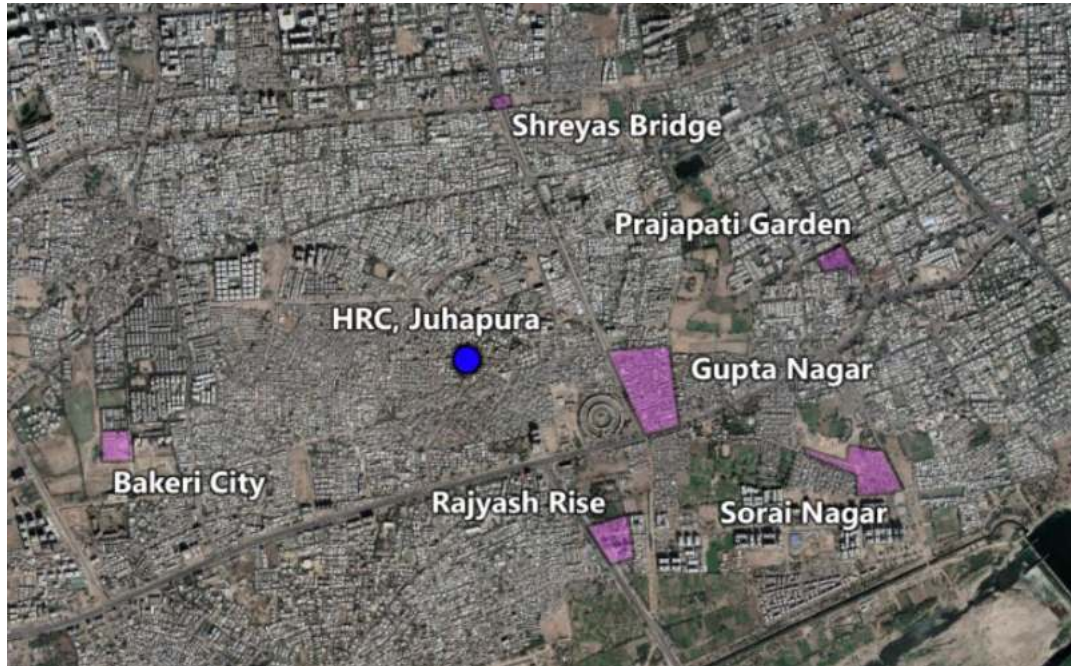 Shreyas Bridge
Prajapati Garden
HRC, Juhapura
Gupta Nagar
Bakeri City
Rajyash Rise
Sorai Nagar